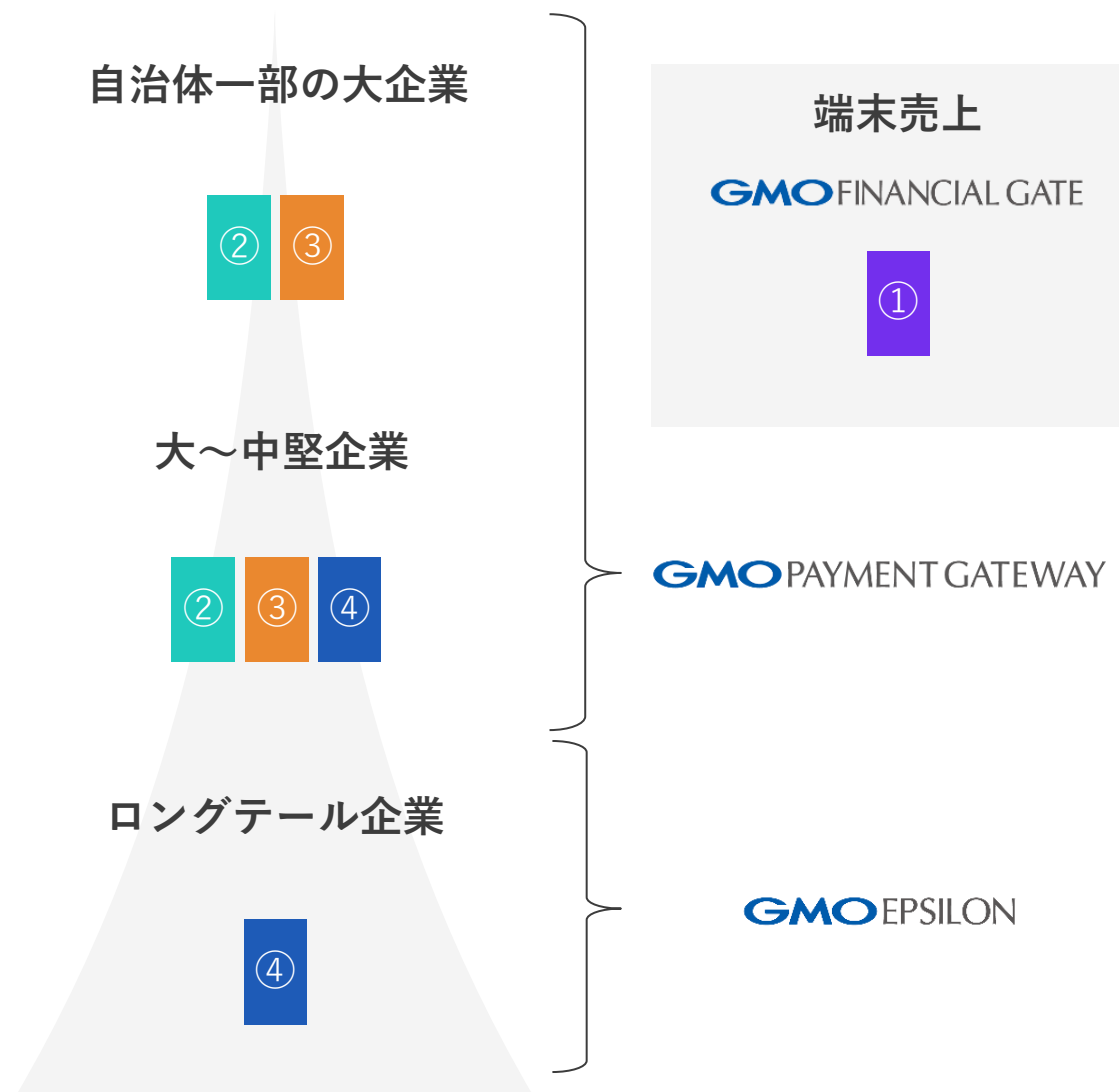 自治体一部の大企業
② ③
大～中堅企業
② ③ ④
ロングテール企業
④
端末売上
GMO FINANCIAL GATE
①
GMO PAYMENT GATEWAY
GMO EPSILON